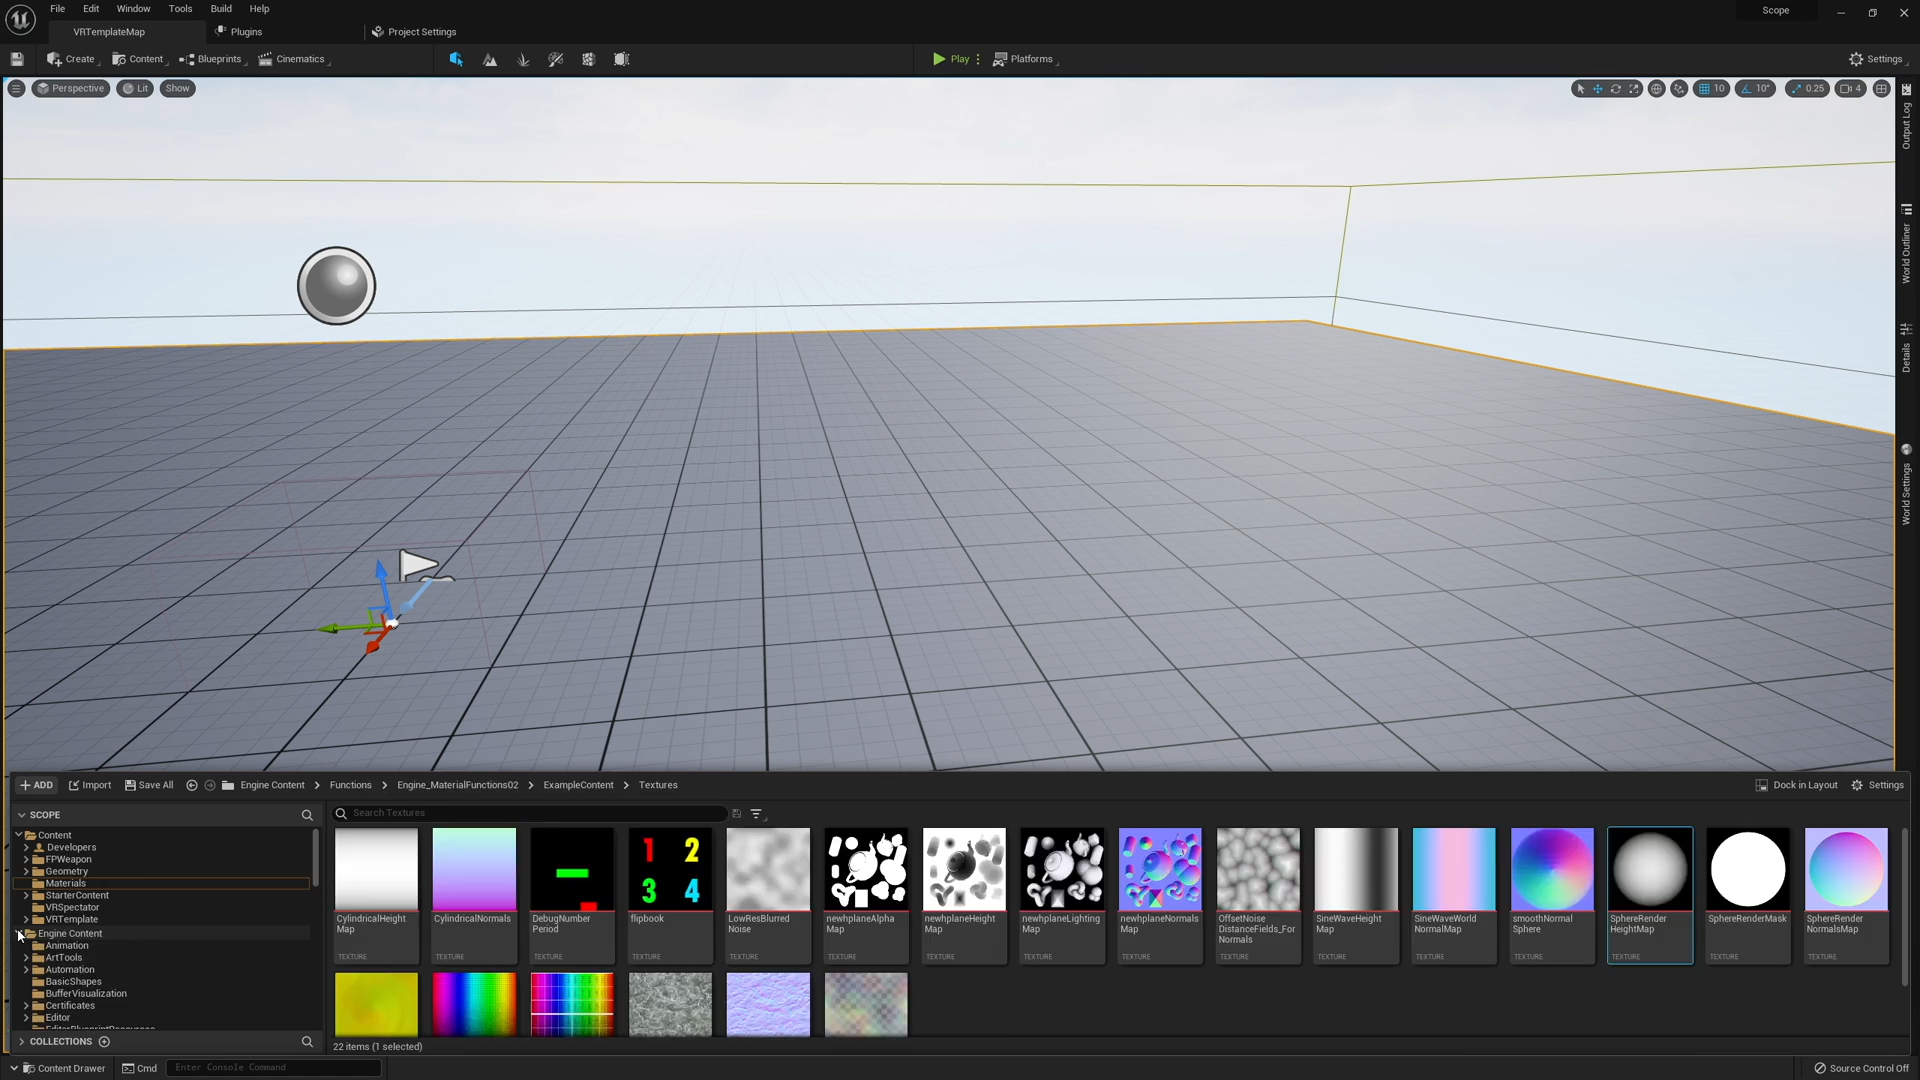 File Edit Window Tools Build Help
Scope
VRTemplateMap
Plugins
Project Settings
Create
Content
Blueprints
Cinematics
Play
Platforms
Settings
Perspective
Lit
Show
10
10°
0.25
4
Output Log
World Outliner
Details
World Settings
ADD
Import
Save All
Engine Content > Functions > Engine_MaterialFunctions02 > ExampleContent > Textures
Dock in Layout
Settings
SCOPE
Search Textures
Content
Developers
FPWeapon
Geometry
Materials
StarterContent
VRSpectator
VRTemplate
Engine Content
Animation
ArtTools
Automation
BasicShapes
BufferVisualization
Certificates
Editor
COLLECTIONS
1 2
3 4
CylindricalHeight
Map
TEXTURE
CylindricalNormals
TEXTURE
DebugNumber
Period
TEXTURE
flipbook
TEXTURE
LowResBlurred
Noise
TEXTURE
newhplaneAlpha
Map
TEXTURE
newhplaneHeight
Map
TEXTURE
newhplaneLighting
Map
TEXTURE
newhplaneNormals
Map
TEXTURE
OffsetNoise
DistanceFields_For
Normals
TEXTURE
SineWaveHeight
Map
TEXTURE
SineWaveWorld
NormalMap
TEXTURE
smoothNormal
Sphere
TEXTURE
SphereRender
HeightMap
TEXTURE
SphereRenderMask
TEXTURE
SphereRender
NormalsMap
TEXTURE
22 items (1 selected)
Content Drawer
Cmd
Enter Console Command
Source Control Off